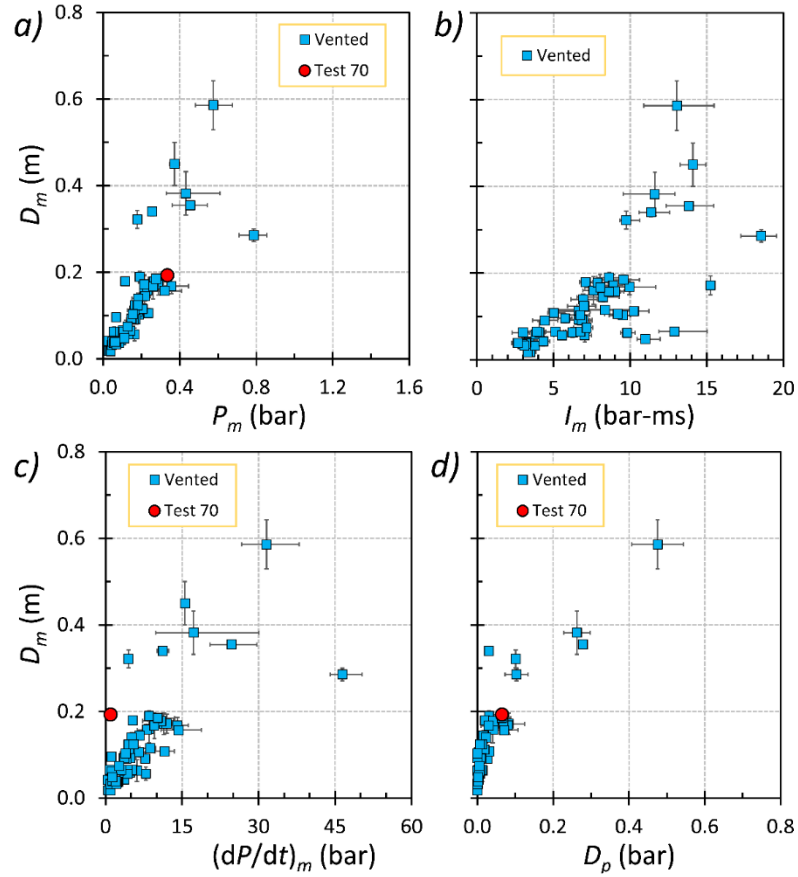 a)
Vented
Test 70
0.8
0.6
0.4
0.2
0.0
D_m (m)
0.0 0.4 0.8 1.2 1.6
P_m (bar)
b)
Vented
0 5 10 15 20
I_m (bar-ms)
c)
Vented
Test 70
0.8
0.6
0.4
0.2
0.0
D_m (m)
0 15 30 45 60
(dP/dt)_m (bar)
d)
Vented
Test 70
0.0 0.2 0.4 0.6 0.8
D_p (bar)